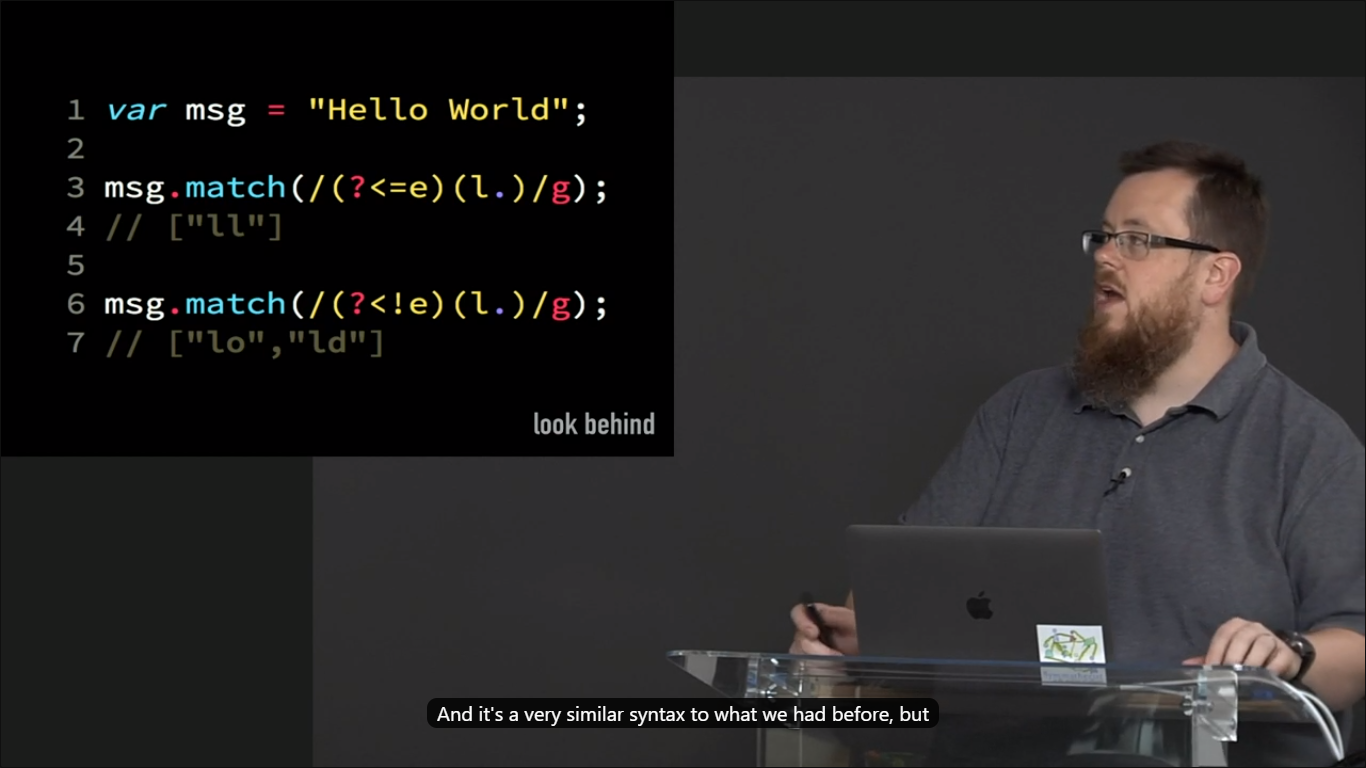 1 var msg = "Hello World";
2
3 msg.match(/(?<=e)(l.)/g);
4 // ["ll"]
5
6 msg.match(/(?<!e)(l.)/g);
7 // ["lo","ld"]
look behind
And it's a very similar syntax to what we had before, but